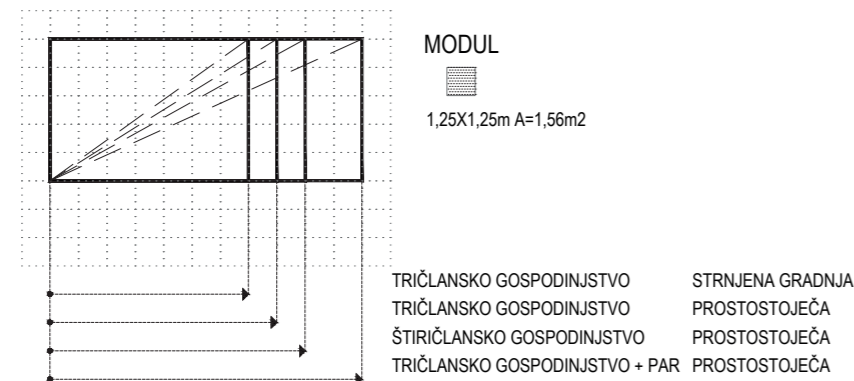 MODUL
1,25X1,25m A=1,56m2
TRIČLANSKO GOSPODINJSTVO STRNJENA GRADNJA
TRIČLANSKO GOSPODINJSTVO PROSTOSTOJEČA
ŠTIRIČLANSKO GOSPODINJSTVO PROSTOSTOJEČA
TRIČLANSKO GOSPODINJSTVO + PAR PROSTOSTOJEČA